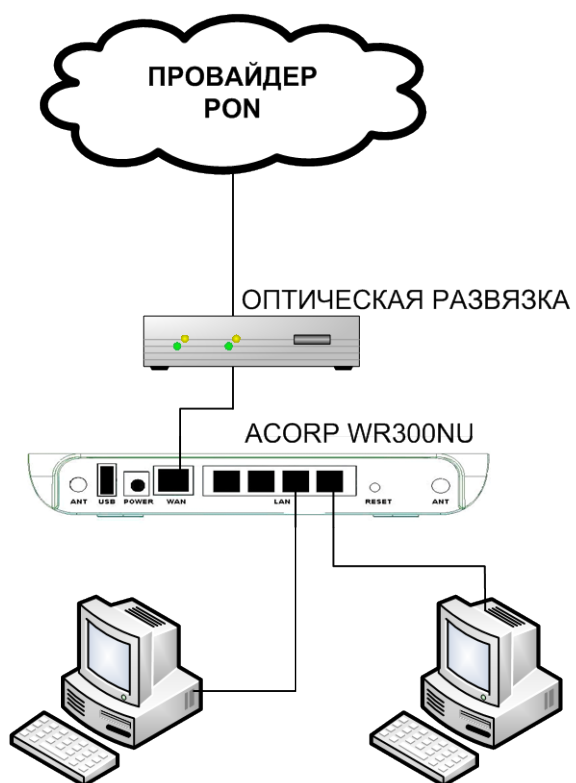 ПРОВАЙДЕР
PON
ОПТИЧЕСКАЯ РАЗВЯЗКА
ACORP WR300NU
ANT USB POWER WAN LAN RESET ANT